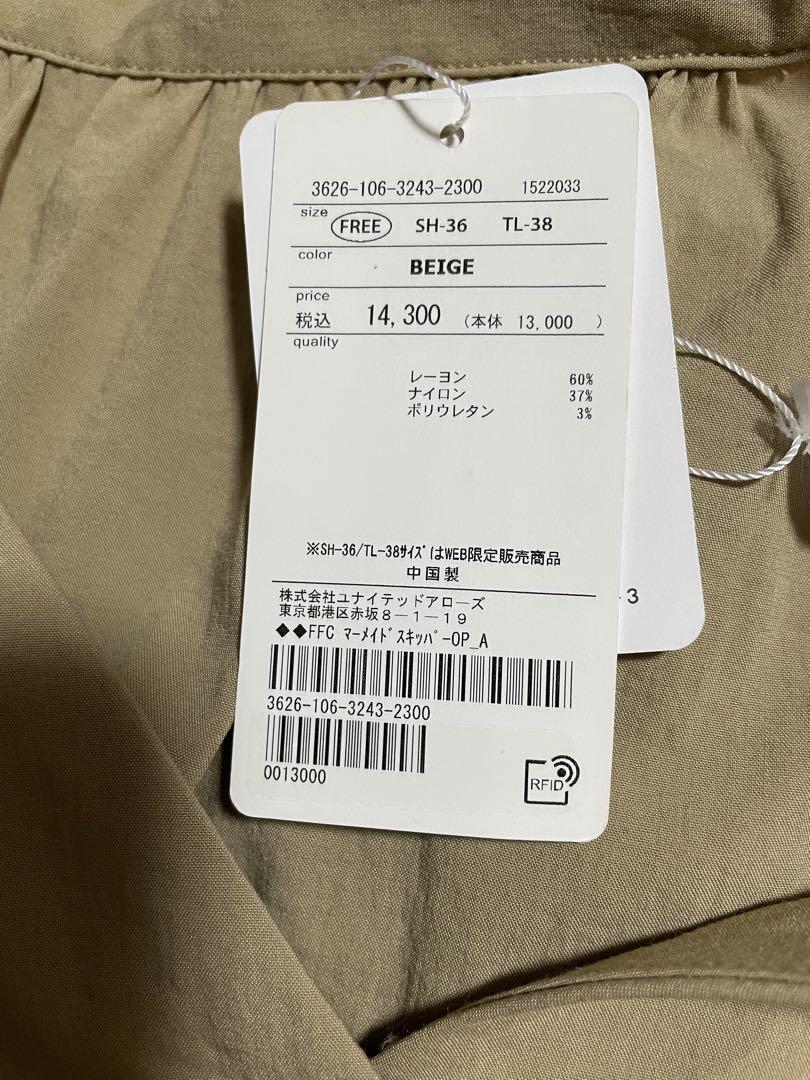 3626-106-3243-2300 1522033
size FREE SH-36 TL-38
color
BEIGE
price
税込 14,300 (本体 13,000 )
quality
レーヨン 60%
ナイロン 37%
ポリウレタン 3%
※SH-36/TL-38ｻｲｽﾞはWEB限定販売商品
中国製
株式会社ユナイテッドアローズ
東京都港区赤坂８－１－１９
◆◆FFC ﾏｰﾒｲﾄﾞｽｷｯﾊﾟｰOP_A
3626-106-3243-2300
0013000
RFID
3